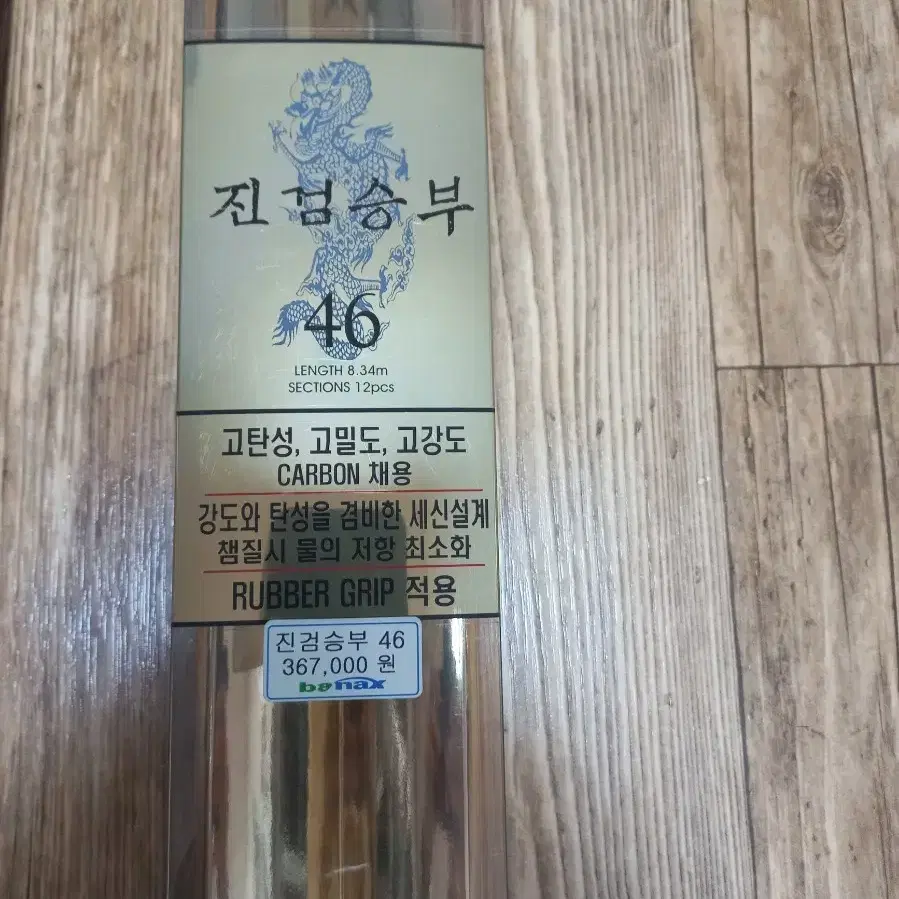 진검승부
46
LENGTH 8.34m
SECTIONS 12pcs
고탄성, 고밀도, 고강도
CARBON 채용
강도와 탄성을 겸비한 세신설계
챔질시 물의 저항 최소화
RUBBER GRIP 적용
진검승부 46
367,000 원
banax